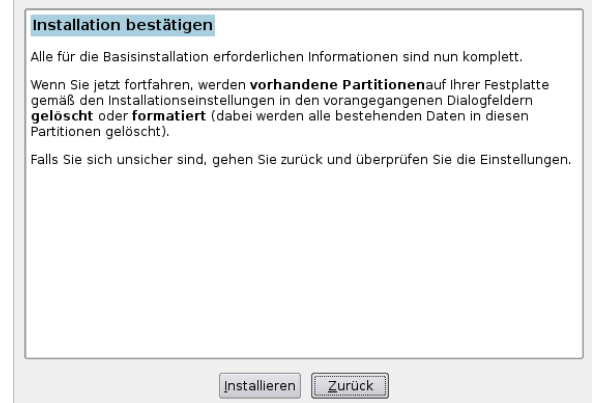 Installation bestätigen
Alle für die Basisinstallation erforderlichen Informationen sind nun komplett.
Wenn Sie jetzt fortfahren, werden vorhandene Partitionenauf Ihrer Festplatte
gemäß den Installationseinstellungen in den vorangegangenen Dialogfeldern
gelöscht oder formatiert (dabei werden alle bestehenden Daten in diesen
Partitionen gelöscht).
Falls Sie sich unsicher sind, gehen Sie zurück und überprüfen Sie die Einstellungen.
Installieren Zurück